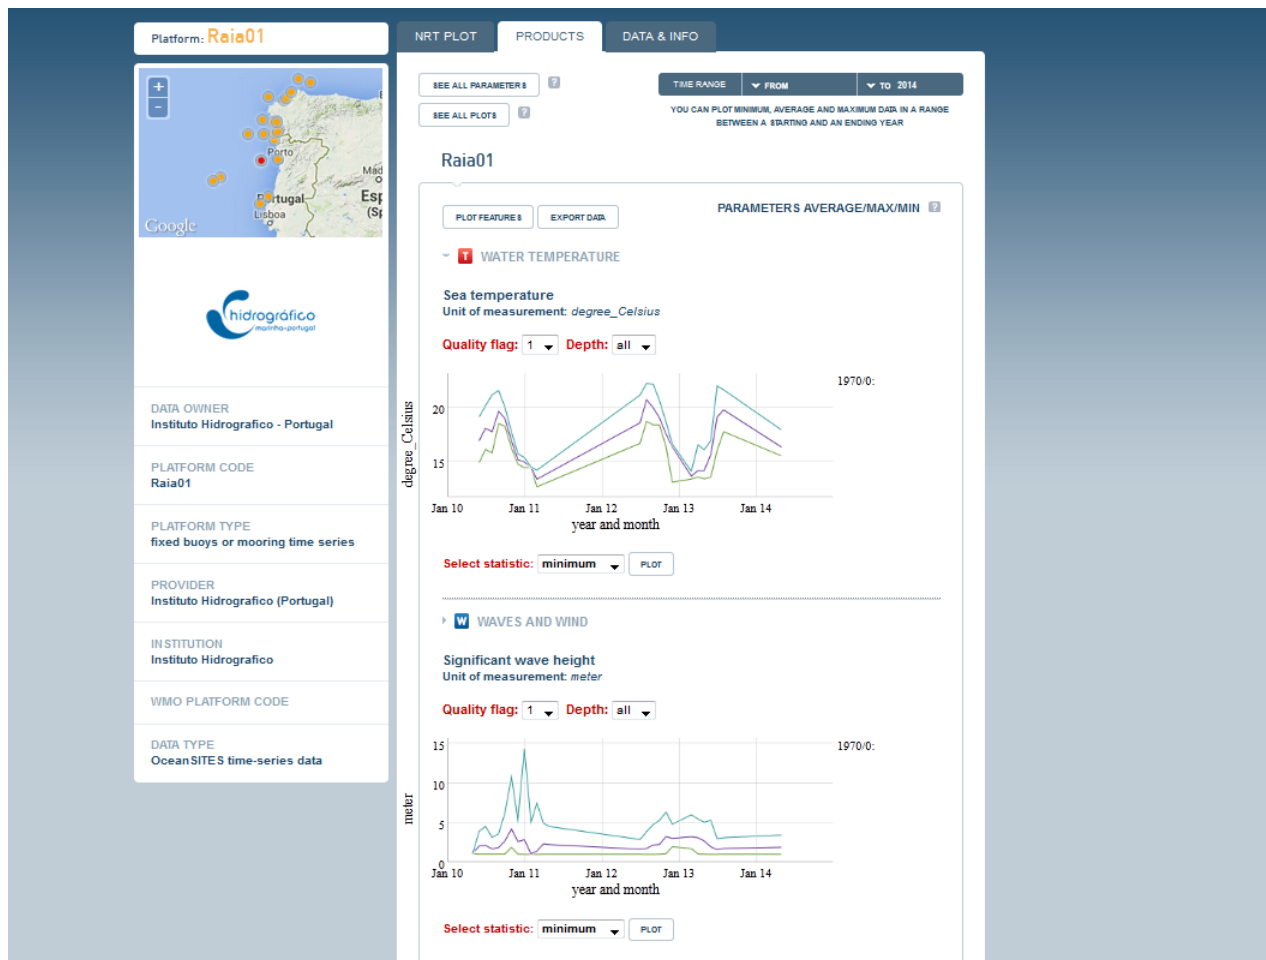 Platform: Raia01
NRT PLOT
PRODUCTS
DATA & INFO
+
-
Porto
Lisboa
Google
hidrográfico
marinha-portugal
DATA OWNER
Instituto Hidrografico - Portugal
PLATFORM CODE
Raia01
PLATFORM TYPE
fixed buoys or mooring time series
PROVIDER
Instituto Hidrografico (Portugal)
INSTITUTION
Instituto Hidrografico
WMO PLATFORM CODE
DATA TYPE
OceanSITES time-series data
SEE ALL PARAMETERS ?
SEE ALL PLOTS ?
TIME RANGE FROM TO 2014
YOU CAN PLOT MINIMUM, AVERAGE AND MAXIMUM DATA IN A RANGE
BETWEEN A STARTING AND AN ENDING YEAR
Raia01
PLOT FEATURES EXPORT DATA
PARAMETERS AVERAGE/MAX/MIN ?
T WATER TEMPERATURE
Sea temperature
Unit of measurement: degree_Celsius
Quality flag: 1 Depth: all
1970/0:
degree_Celsius
20
15
Jan 10 Jan 11 Jan 12 Jan 13 Jan 14
year and month
Select statistic: minimum PLOT
W WAVES AND WIND
Significant wave height
Unit of measurement: meter
Quality flag: 1 Depth: all
1970/0:
meter
15
10
5
0
Jan 10 Jan 11 Jan 12 Jan 13 Jan 14
year and month
Select statistic: minimum PLOT